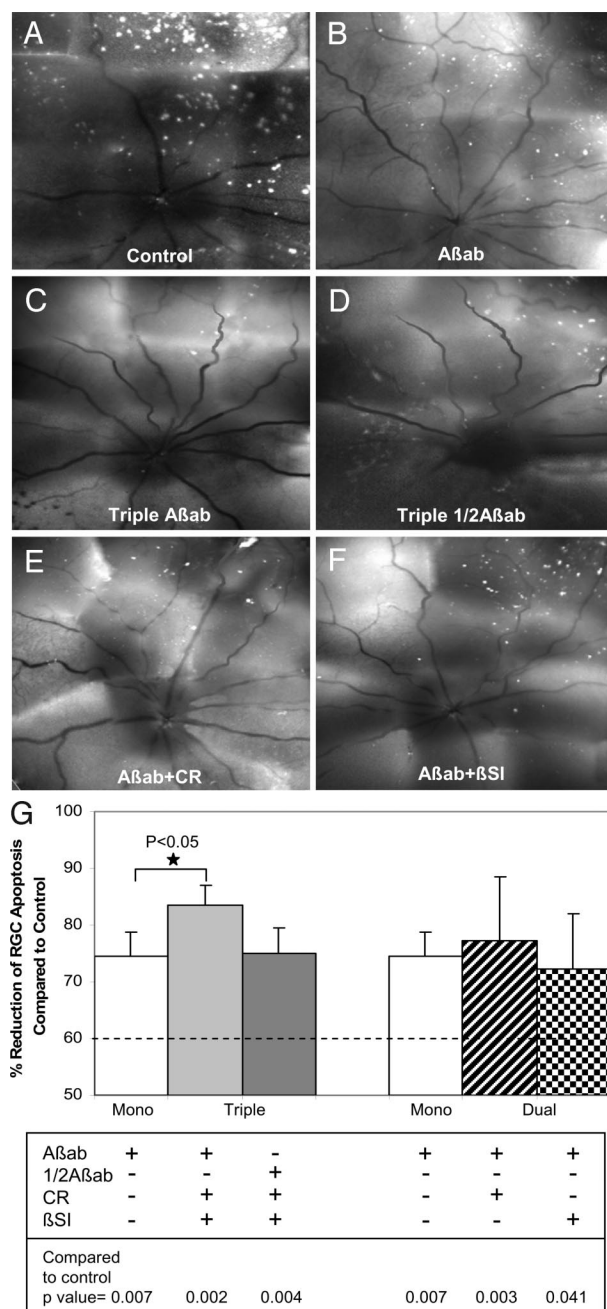 A
Control
B
Aßab
C
Triple Aßab
D
Triple 1/2Aßab
E
Aßab+CR
F
Aßab+ßSI
G
% Reduction of RGC Apoptosis
Compared to Control
100
90
80
70
60
50
P<0.05
★
Mono Triple Mono Dual
Aßab + + - + + +
1/2Aßab - - + - - -
CR - + + - + -
ßSI - + + - - +
Compared
to control
p value= 0.007 0.002 0.004 0.007 0.003 0.041